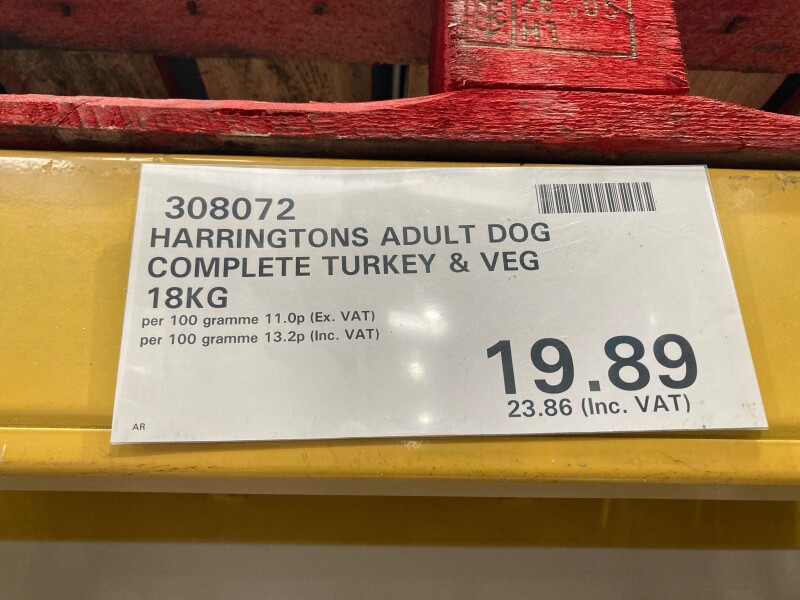 308072
HARRINGTONS ADULT DOG
COMPLETE TURKEY & VEG
18KG
per 100 gramme 11.0p (Ex. VAT)
per 100 gramme 13.2p (Inc. VAT)
19.89
23.86 (Inc. VAT)
AR